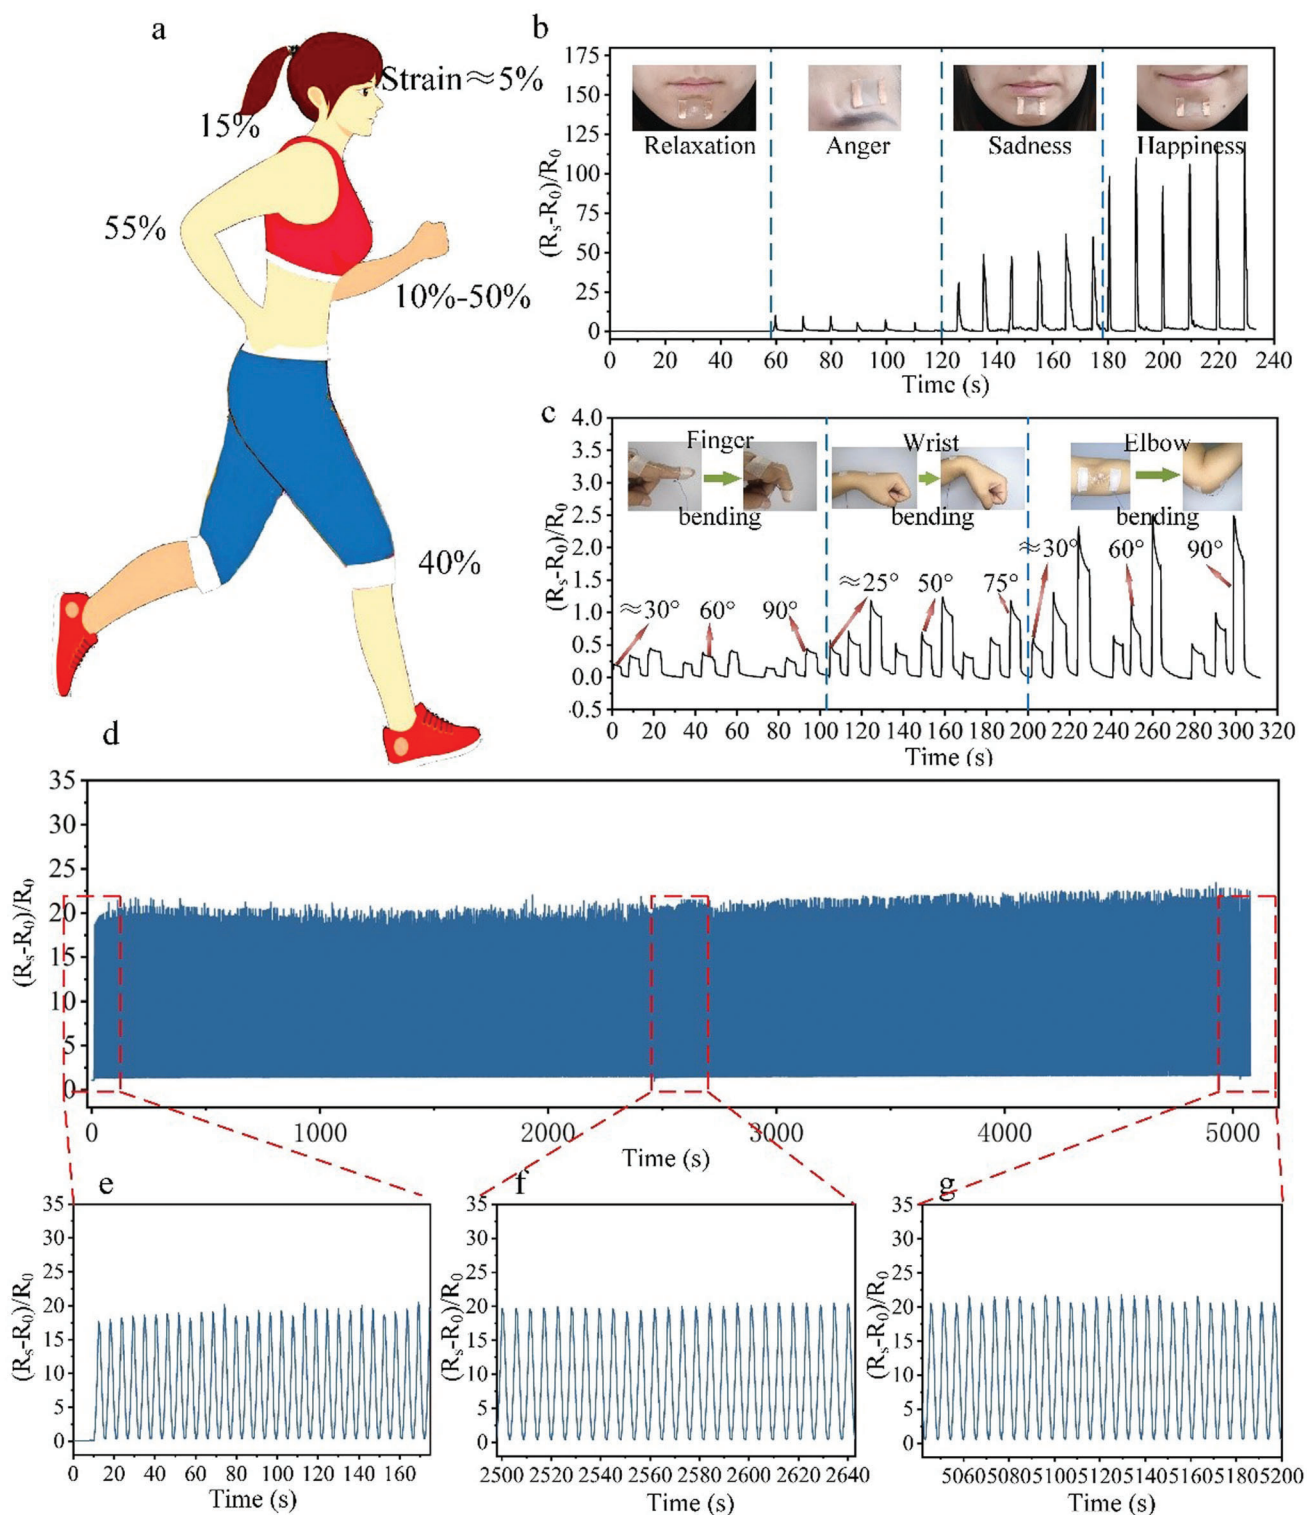 a
Strain≈5%
15%
55%
10%-50%
40%
b
(Rs-R0)/R0
175
150
125
100
75
50
25
0
Relaxation
Anger
Sadness
Happiness
0 20 40 60 80 100 120 140 160 180 200 220 240
Time (s)
c
(Rs-R0)/R0
4.0
3.5
3.0
2.5
2.0
1.5
1.0
0.5
0.0
-0.5
Finger
bending
Wrist
bending
Elbow
bending
≈30°
60°
90°
≈25°
50°
75°
≈30°
60°
90°
0 20 40 60 80 100 120 140 160 180 200 220 240 260 280 300 320
Time (s)
d
(Rs-R0)/R0
35
30
25
20
15
10
5
0
0 1000 2000 3000 4000 5000
Time (s)
e
(Rs-R0)/R0
35
30
25
20
15
10
5
0
0 20 40 60 80 100 120 140 160
Time (s)
f
(Rs-R0)/R0
35
30
25
20
15
10
5
0
2500 2520 2540 2560 2580 2600 2620 2640
Time (s)
g
(Rs-R0)/R0
35
30
25
20
15
10
5
0
5060 5080 5100 5120 5140 5160 5180 5200
Time (s)